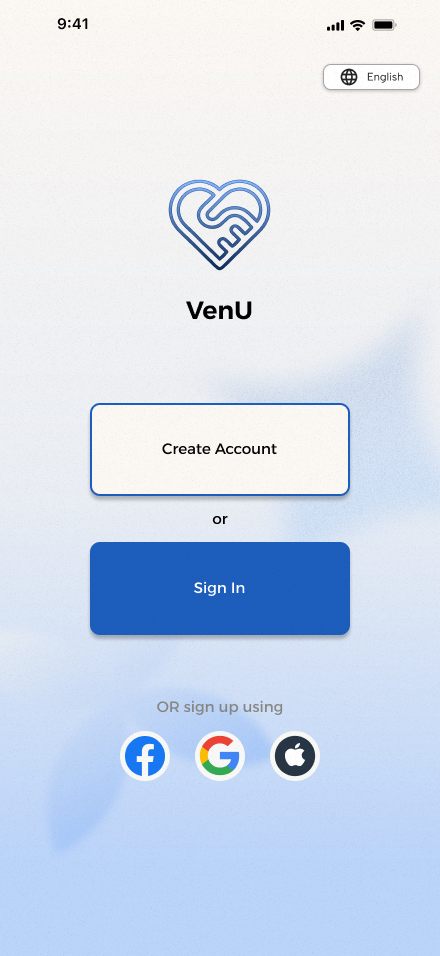 9:41
English
VenU
Create Account
or
Sign In
OR sign up using